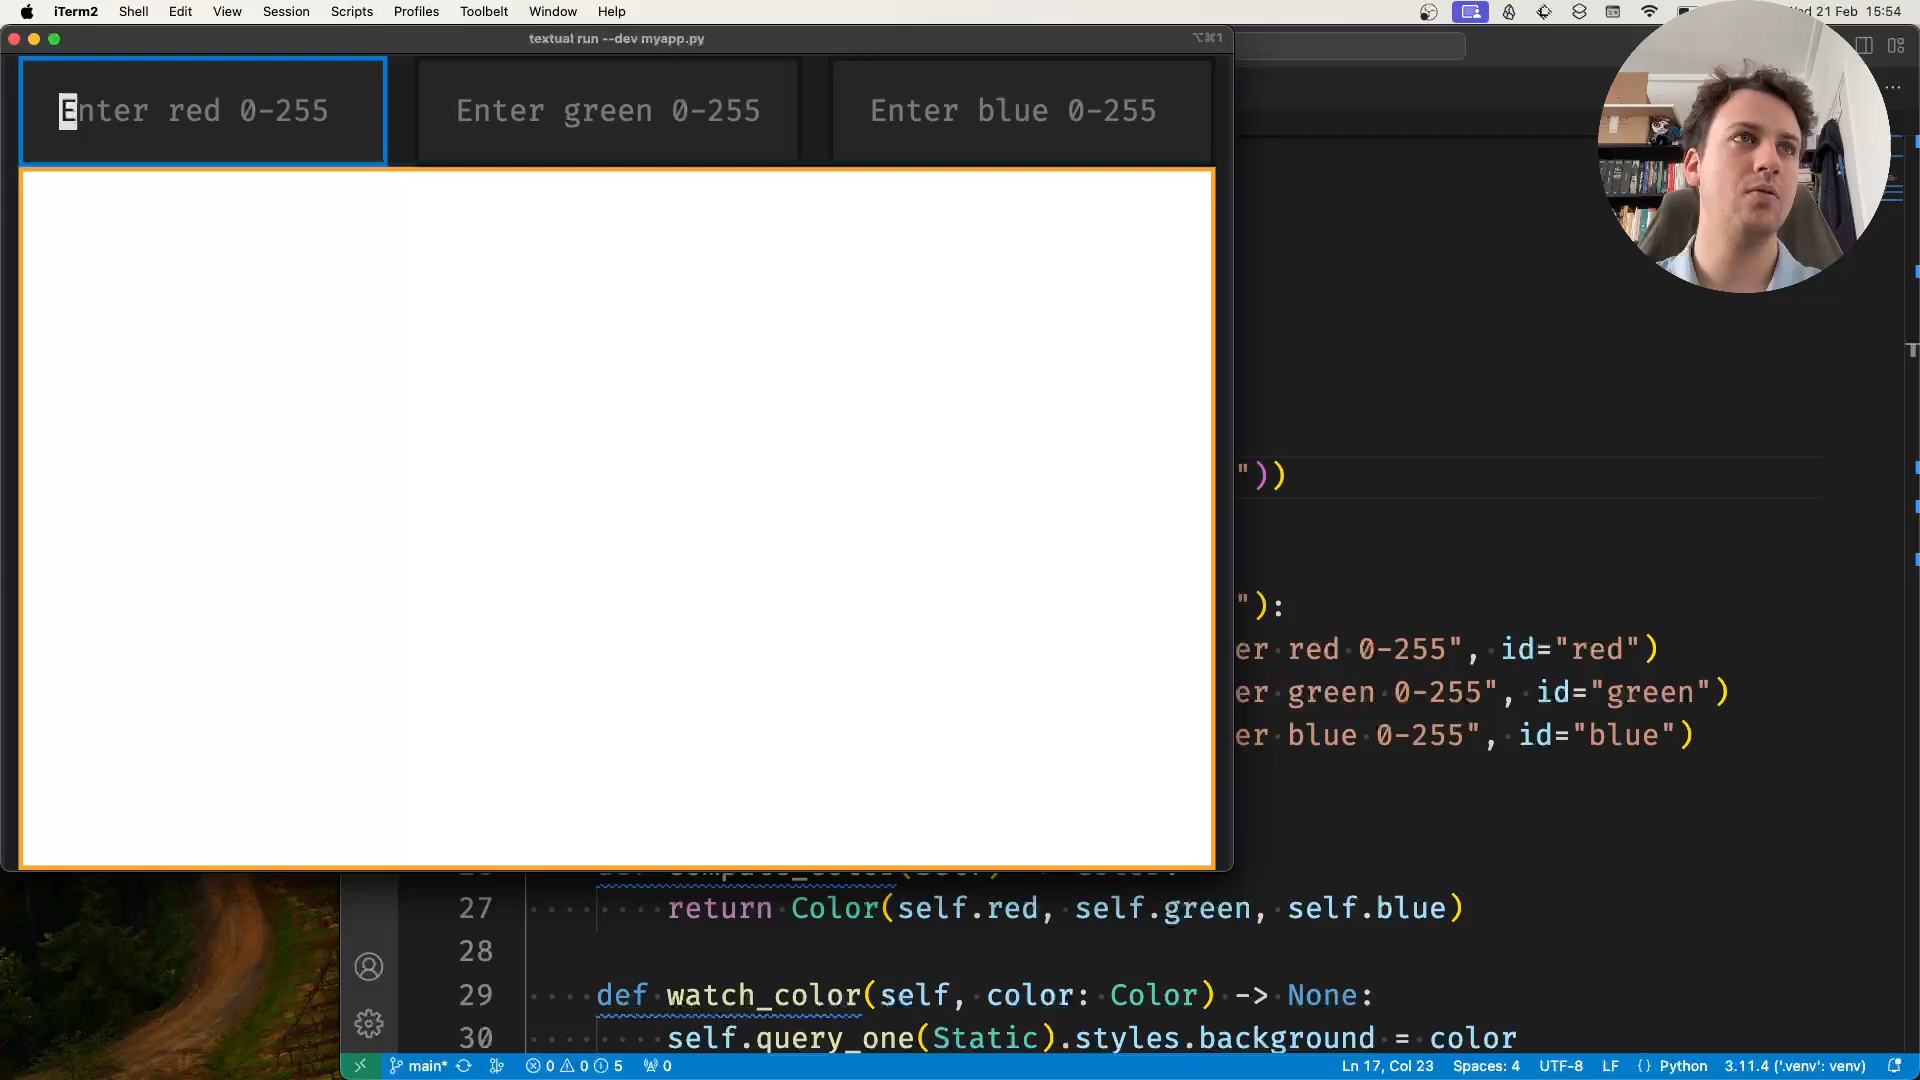 iTerm2 Shell Edit View Session Scripts Profiles Toolbelt Window Help
21 Feb 15:54
textual run --dev myapp.py
⌥⌘1
Enter red 0-255 Enter green 0-255 Enter blue 0-255
"))
"):
er red 0-255", id="red")
er green 0-255", id="green")
er blue 0-255", id="blue")
27 return Color(self.red, self.green, self.blue)
28
29 def watch_color(self, color: Color) -> None:
30 self.query_one(Static).styles.background = color
main* 0 0 5 0 Ln 17, Col 23 Spaces: 4 UTF-8 LF {} Python 3.11.4 ('.venv': venv)